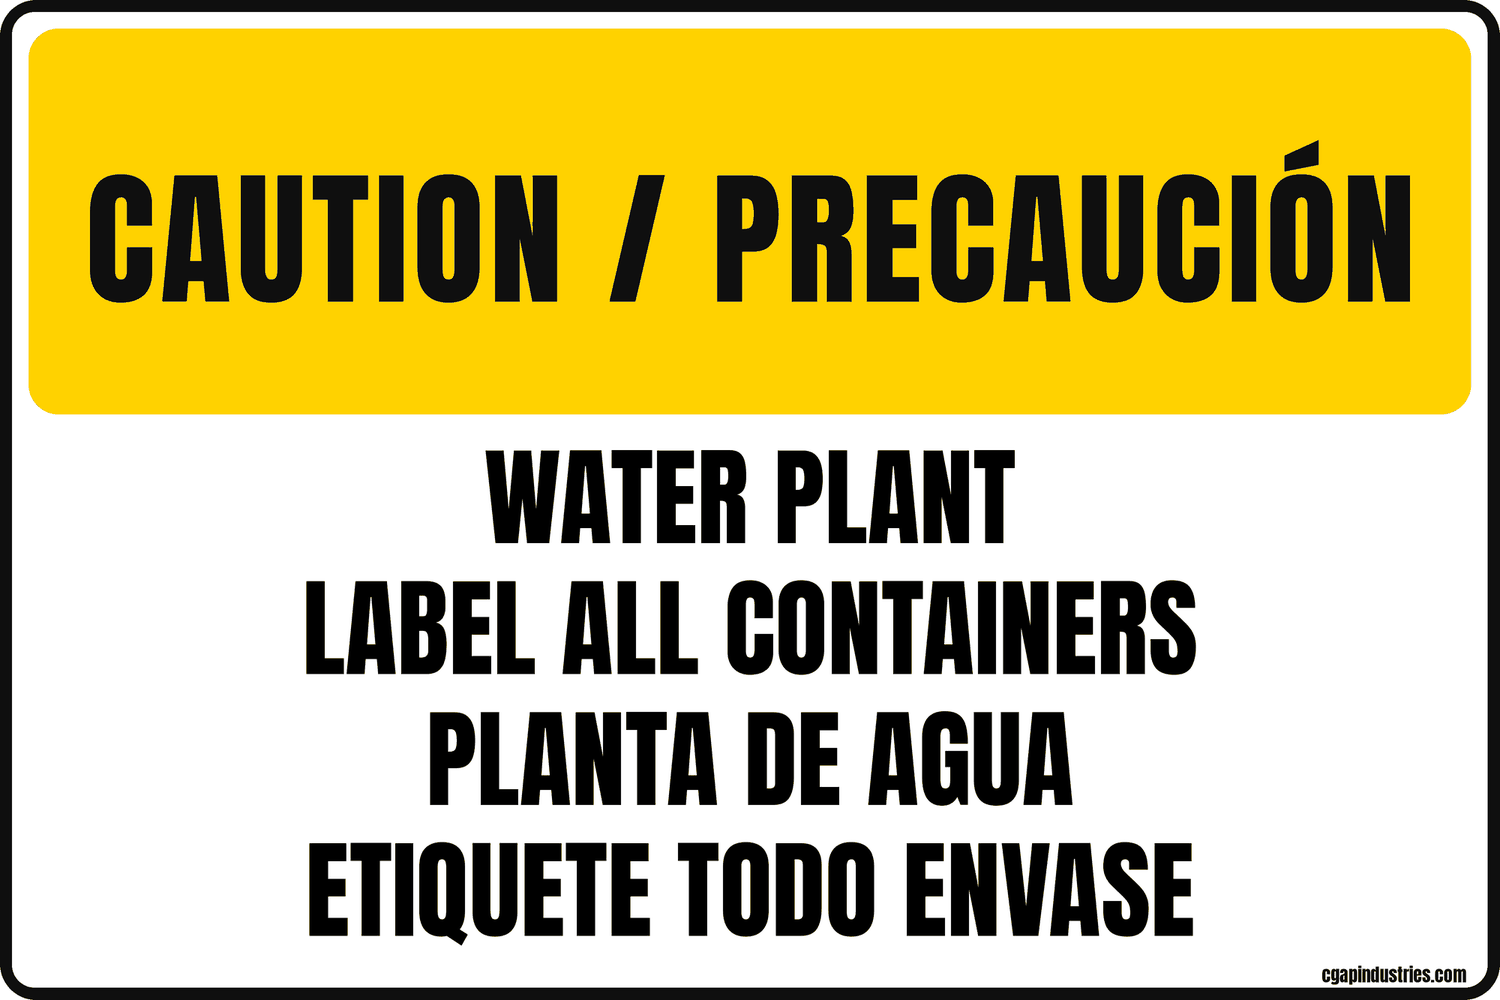 CAUTION / PRECAUCIÓN
WATER PLANT
LABEL ALL CONTAINERS
PLANTA DE AGUA
ETIQUETE TODO ENVASE
cgapindustries.com